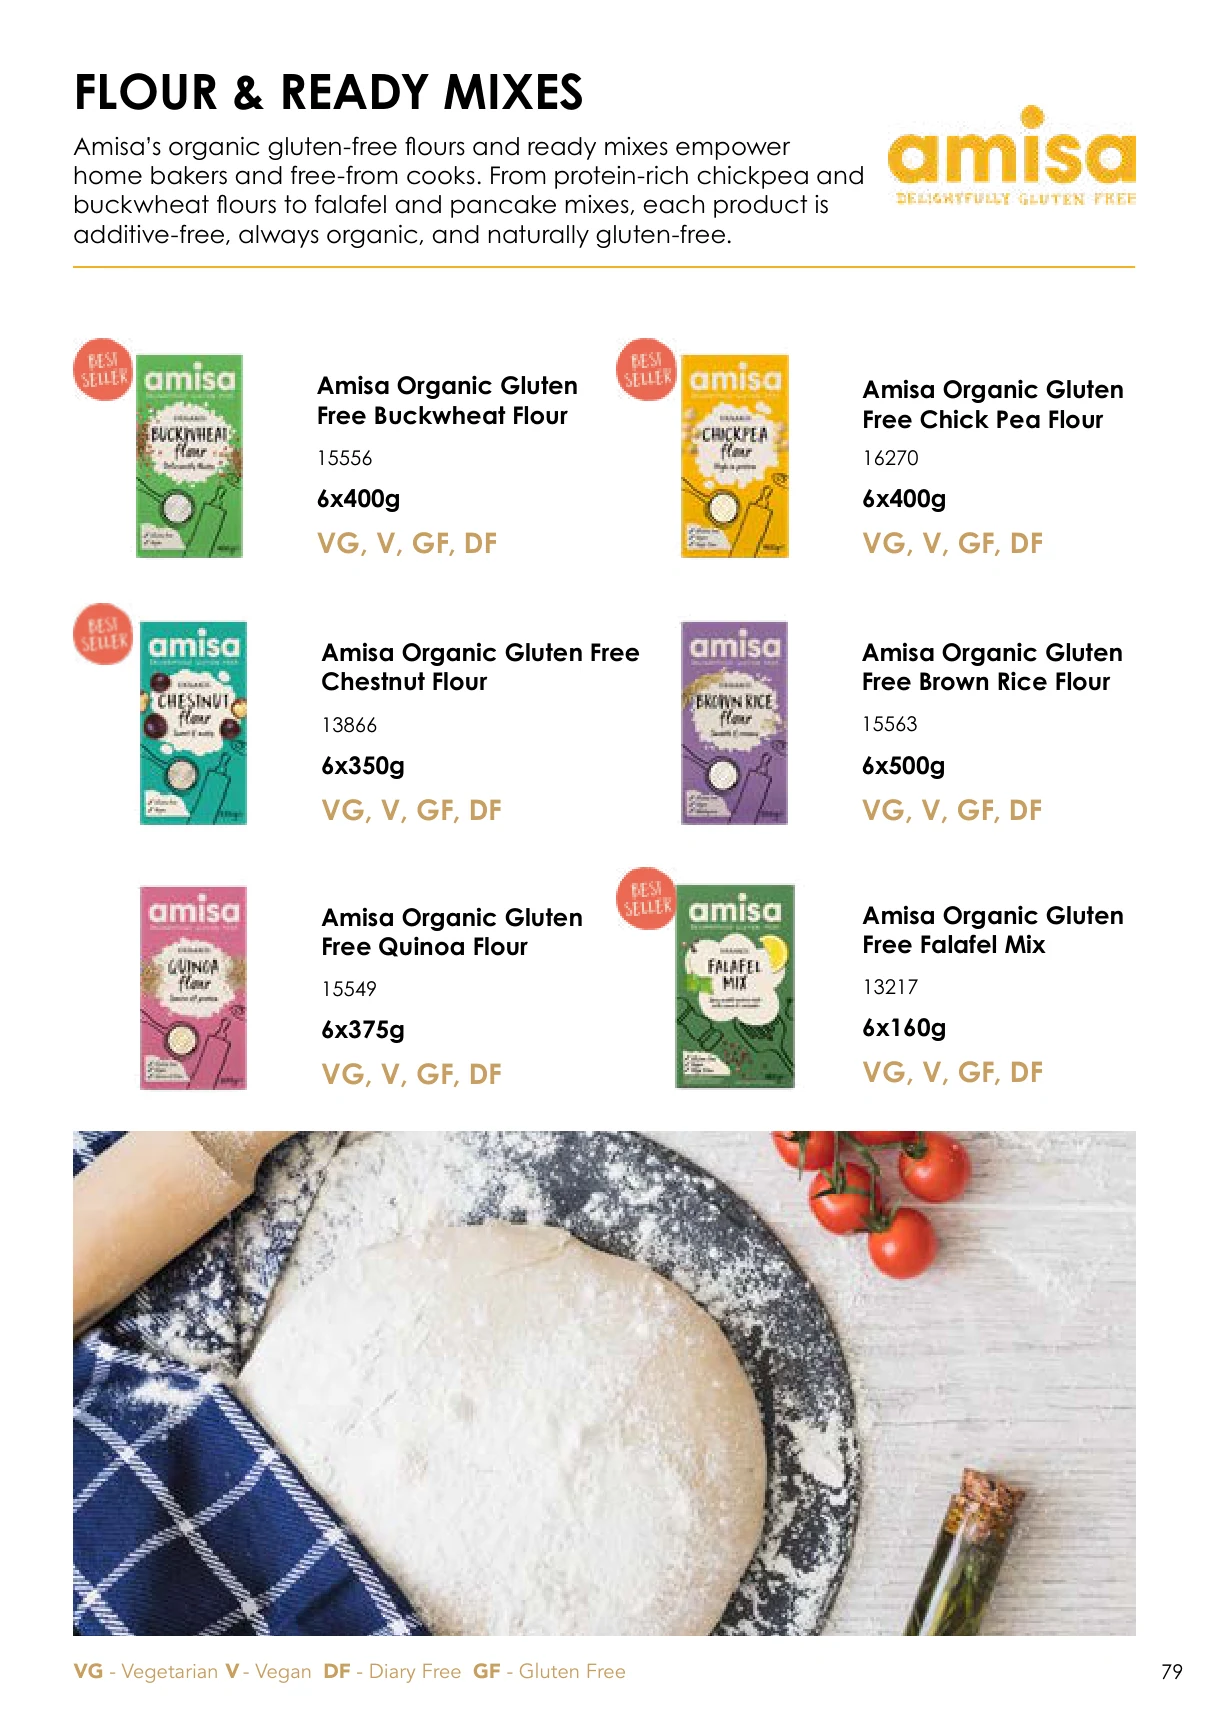 FLOUR & READY MIXES
Amisa's organic gluten-free flours and ready mixes empower
home bakers and free-from cooks. From protein-rich chickpea and
buckwheat flours to falafel and pancake mixes, each product is
additive-free, always organic, and naturally gluten-free.
amisa
DELIGHTFULLY GLUTEN FREE
BEST
SELLER
amisa
BUCKWHEAT
flour
Amisa Organic Gluten
Free Buckwheat Flour
15556
6x400g
VG, V, GF, DF
BEST
SELLER
amisa
CHICKPEA
flour
High in protein
Amisa Organic Gluten
Free Chick Pea Flour
16270
6x400g
VG, V, GF, DF
BEST
SELLER
amisa
CHESTNUT
flour
Amisa Organic Gluten Free
Chestnut Flour
13866
6x350g
VG, V, GF, DF
amisa
BROWN RICE
flour
Amisa Organic Gluten
Free Brown Rice Flour
15563
6x500g
VG, V, GF, DF
amisa
QUINOA
flour
Amisa Organic Gluten
Free Quinoa Flour
15549
6x375g
VG, V, GF, DF
BEST
SELLER
amisa
FALAFEL
MIX
Amisa Organic Gluten
Free Falafel Mix
13217
6x160g
VG, V, GF, DF
VG - Vegetarian V - Vegan DF - Diary Free GF - Gluten Free
79